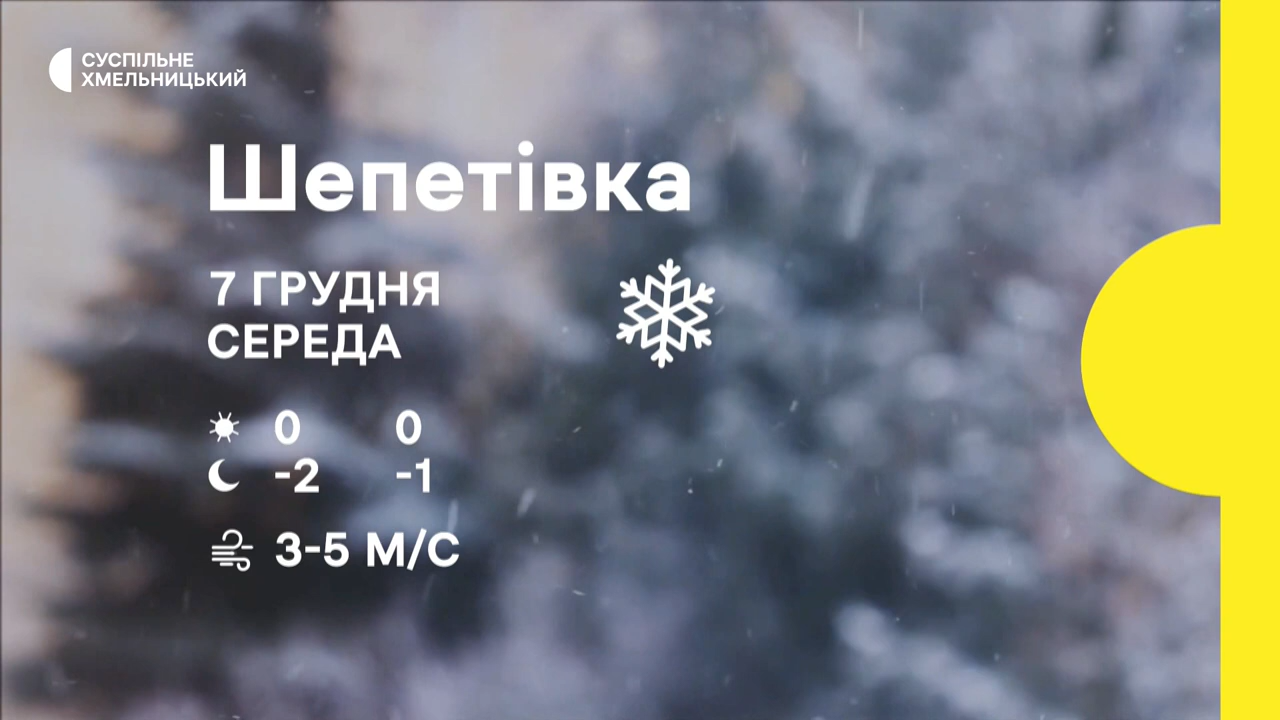 СУСПІЛЬНЕ
ХМЕЛЬНИЦЬКИЙ
Шепетівка
7 ГРУДНЯ
СЕРЕДА
0 0
-2 -1
3-5 М/С